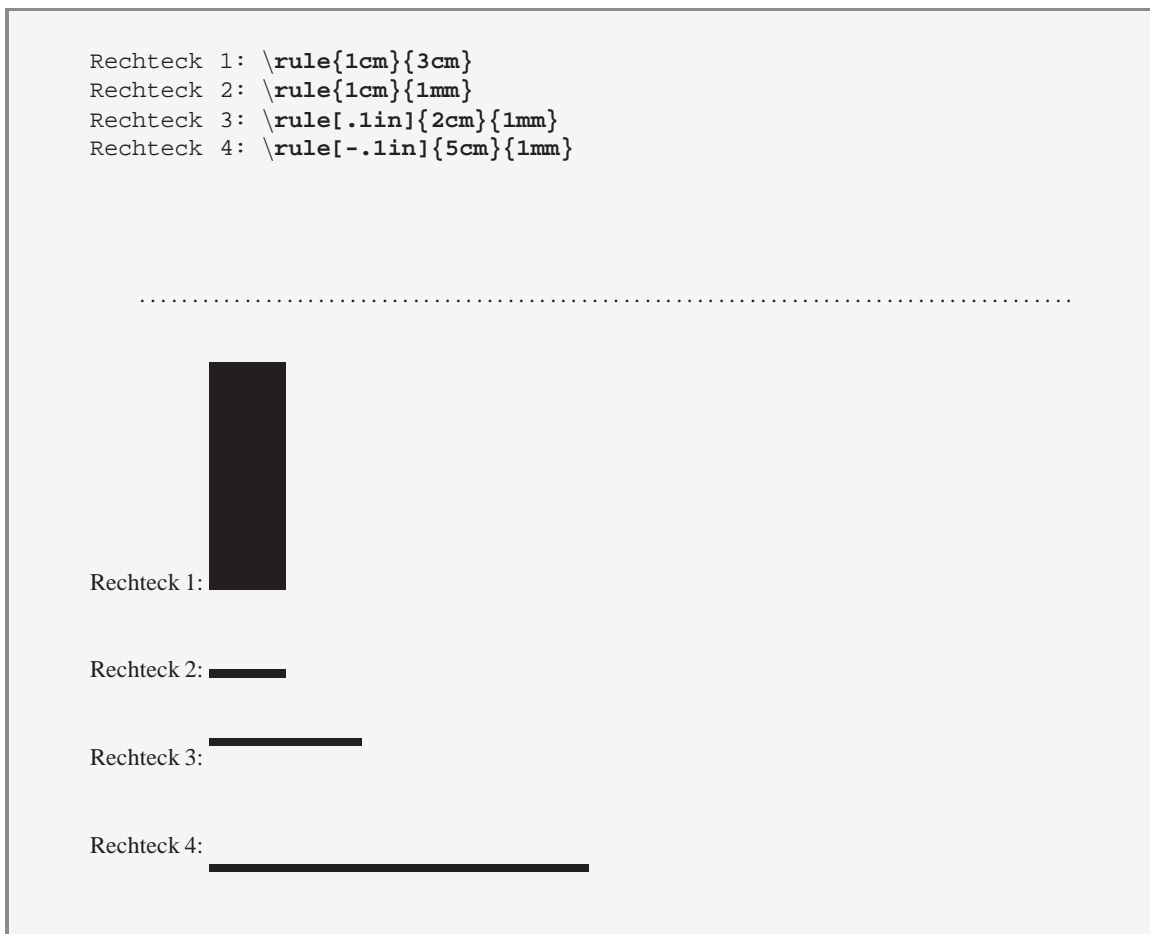 Rechteck 1: \rule{1cm}{3cm}
Rechteck 2: \rule{1cm}{1mm}
Rechteck 3: \rule[.1in]{2cm}{1mm}
Rechteck 4: \rule[-.1in]{5cm}{1mm}
Rechteck 1:
Rechteck 2:
Rechteck 3:
Rechteck 4: